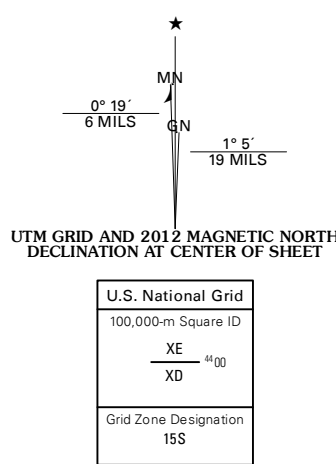 ★
MN
0° 19´
6 MILS
GN
1° 5´
19 MILS
UTM GRID AND 2012 MAGNETIC NORTH
DECLINATION AT CENTER OF SHEET
U.S. National Grid
100,000-m Square ID
XE
4400
XD
Grid Zone Designation
15S